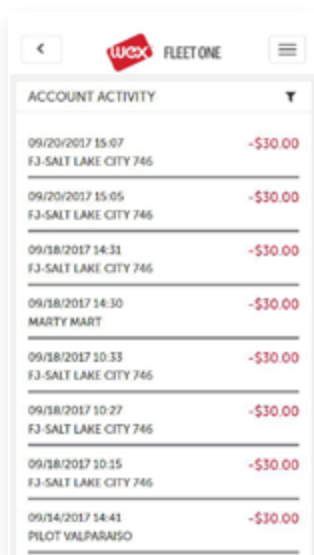 wex FLEET ONE
ACCOUNT ACTIVITY
09/20/2017 15:07 -$30.00
FJ-SALT LAKE CITY 746
09/20/2017 15:05 -$30.00
FJ-SALT LAKE CITY 746
09/18/2017 14:31 -$30.00
FJ-SALT LAKE CITY 746
09/18/2017 14:30 -$30.00
MARTY MART
09/18/2017 10:33 -$30.00
FJ-SALT LAKE CITY 746
09/18/2017 10:27 -$30.00
FJ-SALT LAKE CITY 746
09/18/2017 10:15 -$30.00
FJ-SALT LAKE CITY 746
09/14/2017 14:41 -$30.00
PILOT VALPARAISO